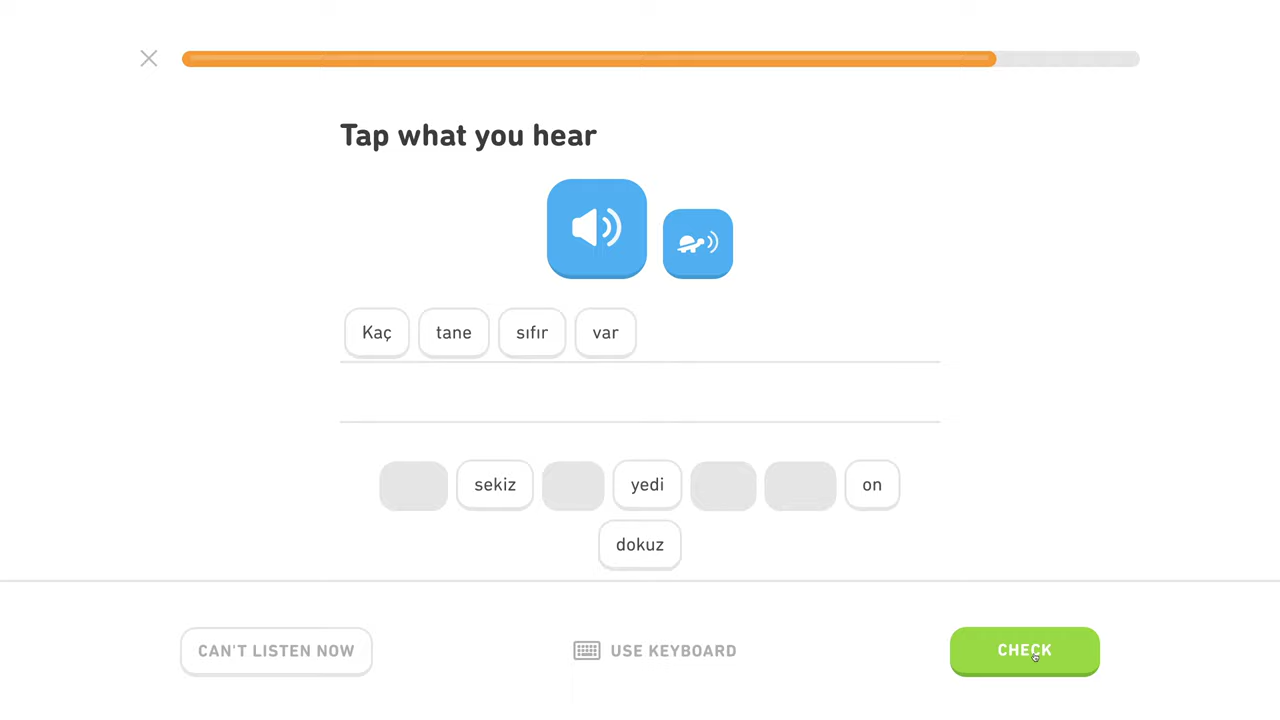 Tap what you hear
Kaç tane sıfır var
sekiz yedi on
dokuz
CAN'T LISTEN NOW USE KEYBOARD CHECK